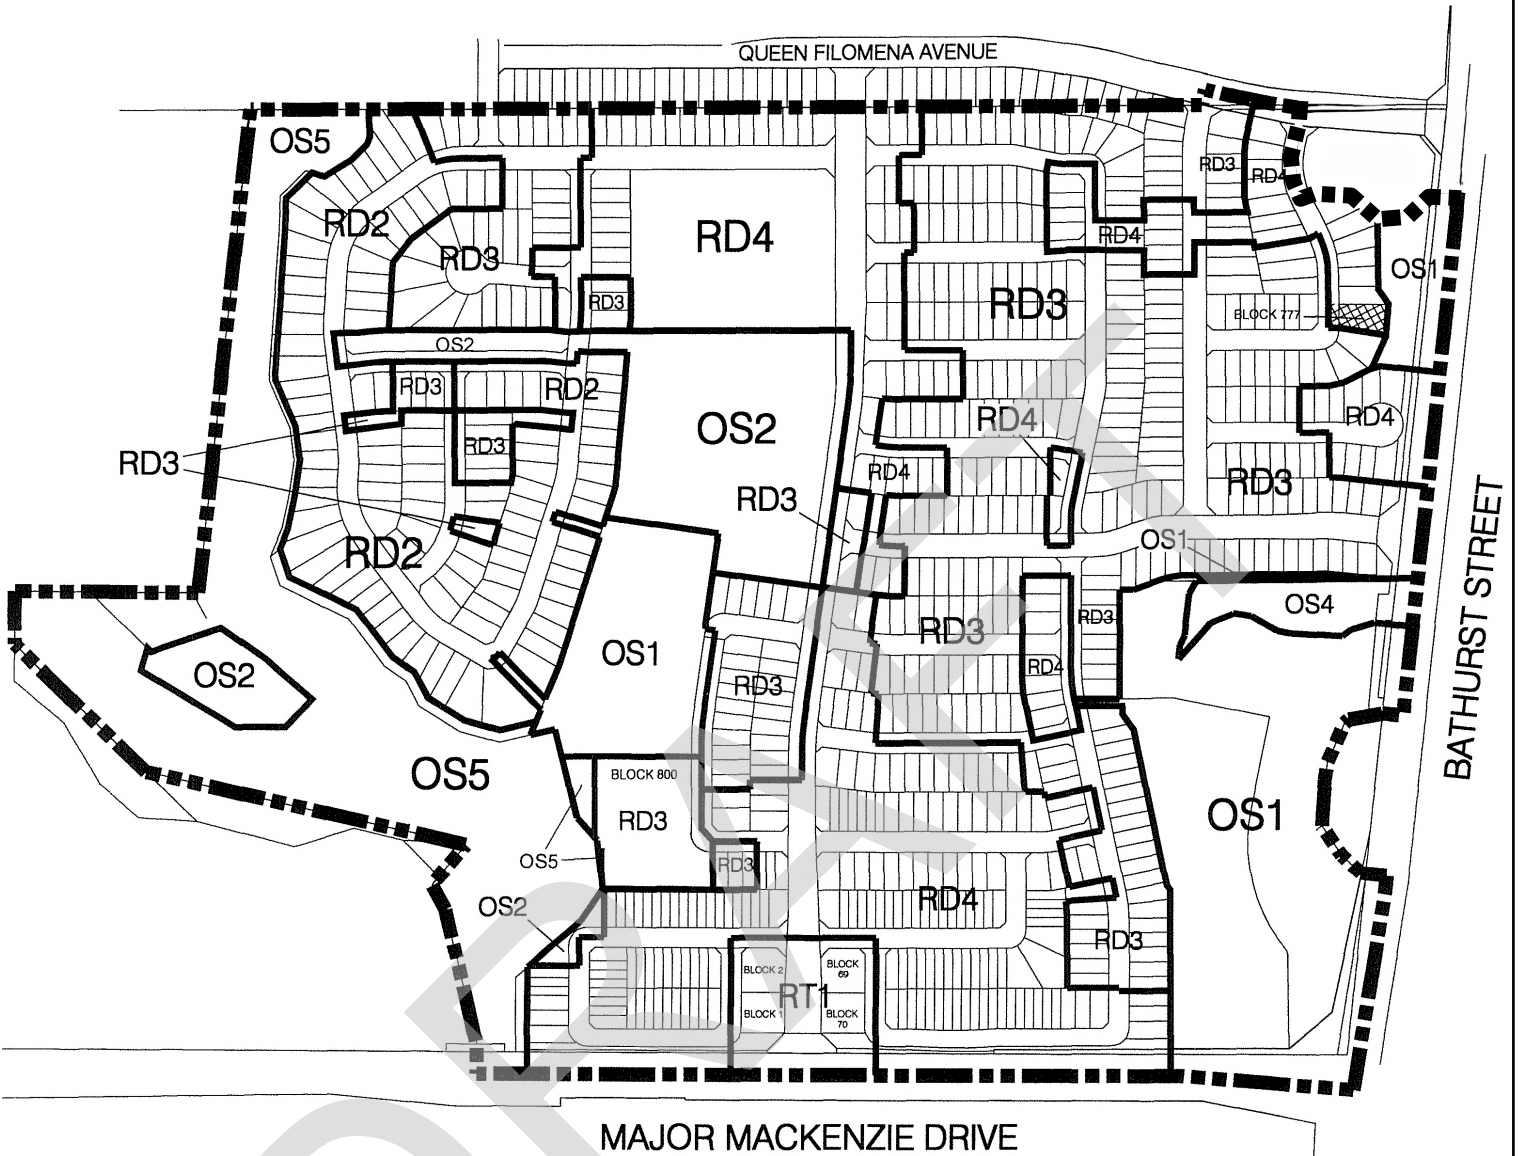 QUEEN FILOMENA AVENUE
OS5
RD3
RD4
RD2
RD4
RD4
RD3
OS1
RD3
RD3
BLOCK 777
OS2
RD3
RD2
OS2
RD4
RD4
RD3
RD3
RD4
RD3
RD3
RD2
OS1
BATHURST STREET
OS4
RD3
RD3
OS1
RD4
OS2
RD3
OS5
BLOCK 800
RD3
OS1
OS5
RD3
OS2
RD4
RD3
BLOCK 2
BLOCK
69
RT1
BLOCK 1
BLOCK
70
MAJOR MACKENZIE DRIVE
DRAFT